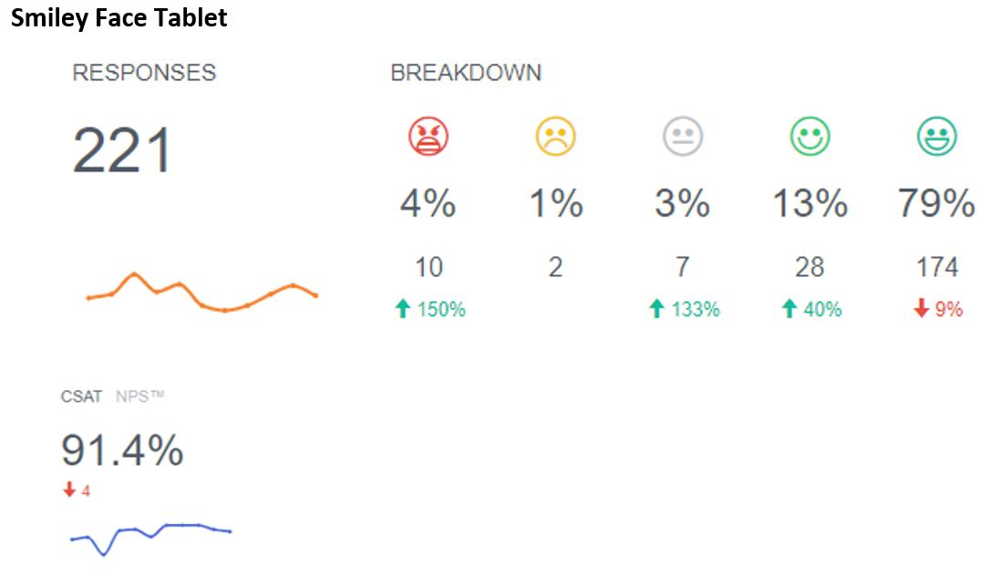 Smiley Face Tablet
RESPONSES BREAKDOWN
221
4% 1% 3% 13% 79%
10 2 7 28 174
150% 133% 40% 9%
CSAT NPS™
91.4%
4